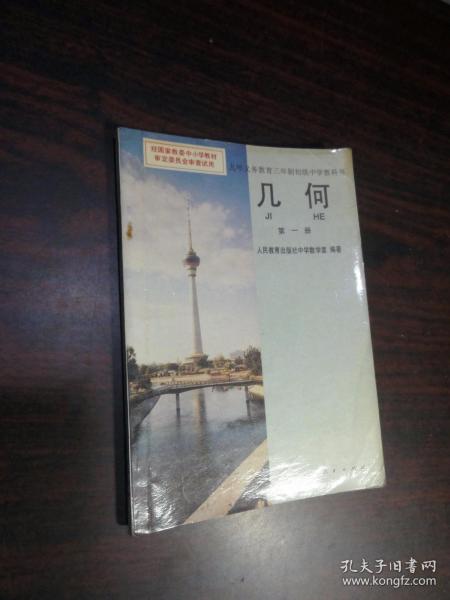 经国家教委中小学教材
审定委员会审查试用
九年义务教育三年制初级中学教科书
几何
JI HE
第一册
人民教育出版社中学数学室 编著
孔夫子旧书网
www.kongfz.com